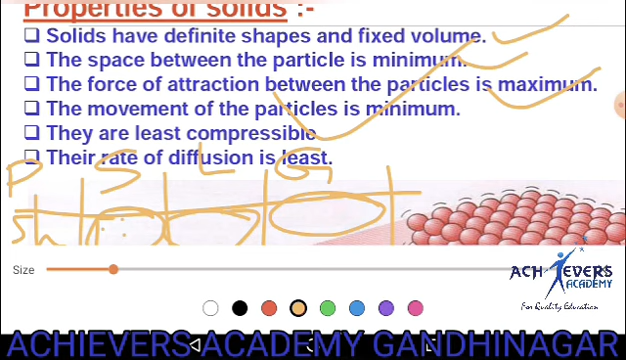 Properties of solids :-
❑ Solids have definite shapes and fixed volume.
❑ The space between the particle is minimum.
❑ The force of attraction between the particles is maximum.
❑ The movement of the particles is minimum.
❑ They are least compressible.
❑ Their rate of diffusion is least.
P S L G
Sh
Size
ACHIEVERS
ACADEMY
For Quality Education
ACHIEVERS ACADEMY GANDHINAGAR